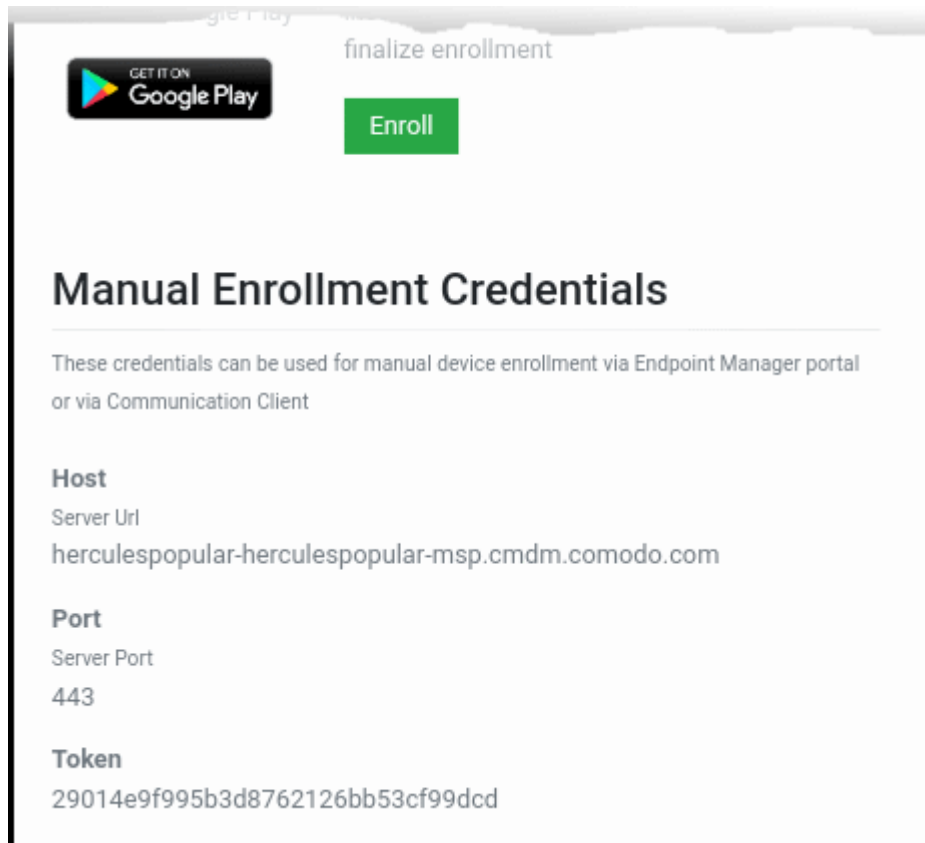 gle Play
finalize enrollment
GET IT ON
Google Play
Enroll
Manual Enrollment Credentials
These credentials can be used for manual device enrollment via Endpoint Manager portal
or via Communication Client
Host
Server Url
herculespopular-herculespopular-msp.cmdm.comodo.com
Port
Server Port
443
Token
29014e9f995b3d8762126bb53cf99dcd